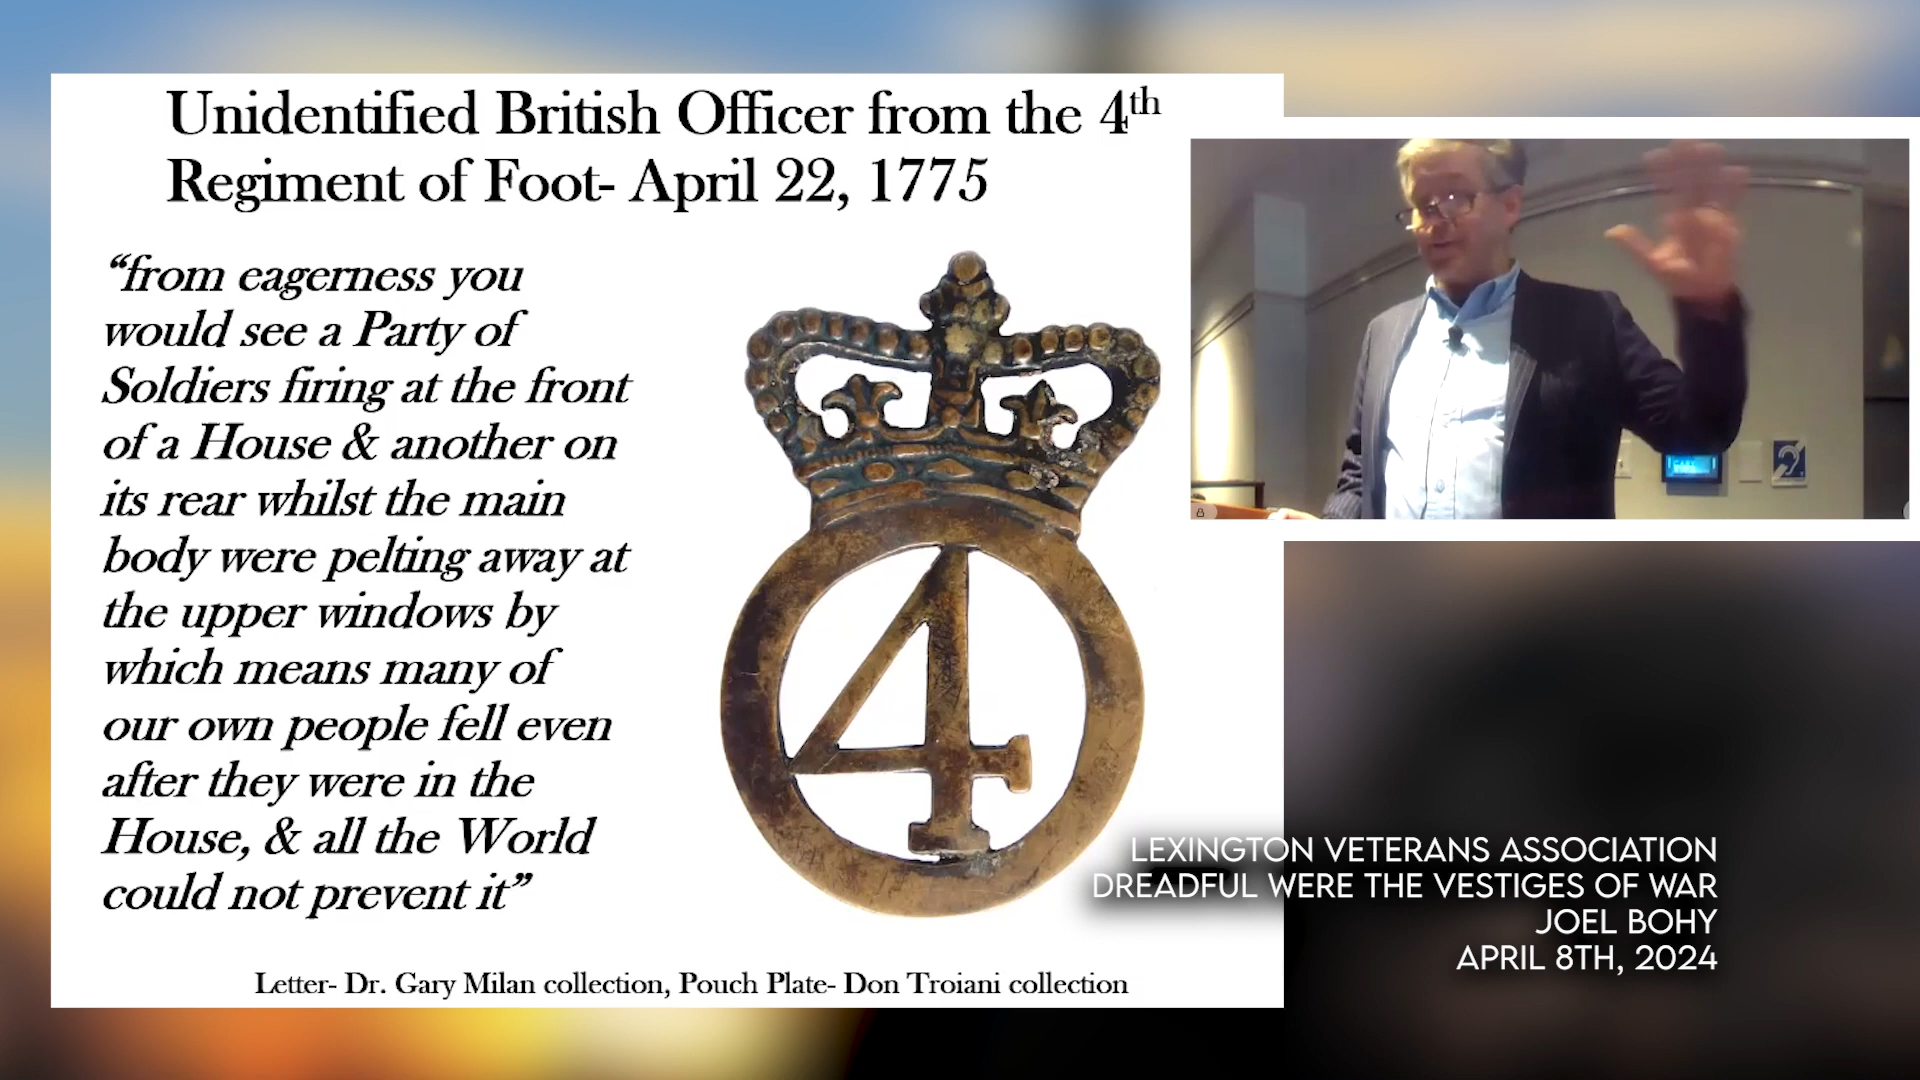 Unidentified British Officer from the 4th
Regiment of Foot- April 22, 1775
“from eagerness you
would see a Party of
Soldiers firing at the front
of a House & another on
its rear whilst the main
body were pelting away at
the upper windows by
which means many of
our own people fell even
after they were in the
House, & all the World
could not prevent it”
4
Letter- Dr. Gary Milan collection, Pouch Plate- Don Troiani collection
LEXINGTON VETERANS ASSOCIATION
DREADFUL WERE THE VESTIGES OF WAR
JOEL BOHY
APRIL 8TH, 2024